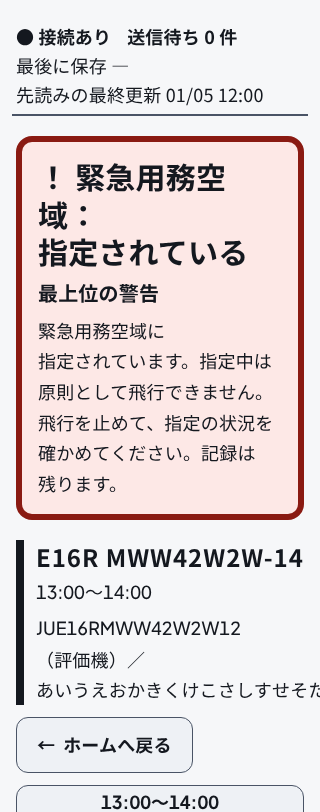 ● 接続あり 送信待ち 0 件
最後に保存 —
先読みの最終更新 01/05 12:00
！ 緊急用務空
域：
指定されている
最上位の警告
緊急用務空域に
指定されています。指定中は
原則として飛行できません。
飛行を止めて、指定の状況を
確かめてください。記録は
残ります。
E16R MWW42W2W-14
13:00〜14:00
JUE16RMWW42W2W12
（評価機）／
あいうえおかきくけこさしすせそた
← ホームへ戻る
13:00〜14:00